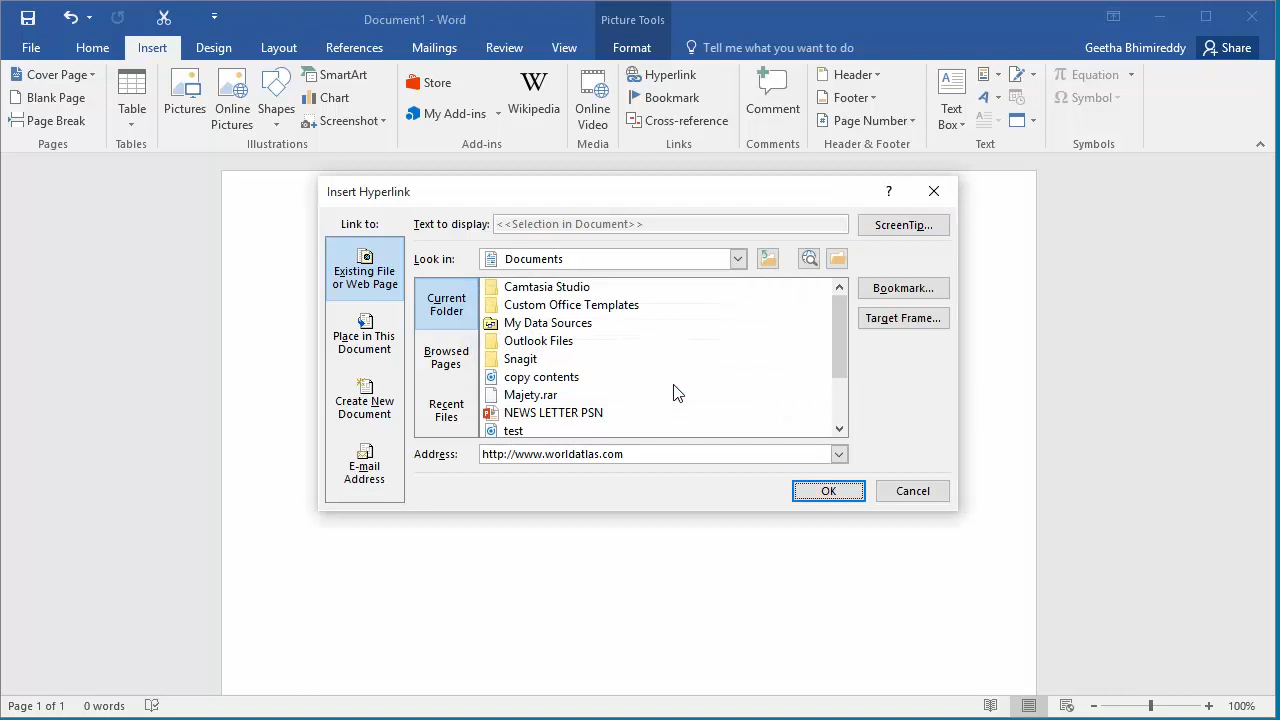 Document1 - Word
Picture Tools
File Home Insert Design Layout References Mailings Review View Format Tell me what you want to do Geetha Bhimireddy Share
Cover Page
Blank Page
Page Break
Pages
Table
Tables
Pictures
Online Pictures
Shapes
SmartArt
Chart
Screenshot
Illustrations
Store
My Add-ins
W
Wikipedia
Add-ins
Online Video
Media
Hyperlink
Bookmark
Cross-reference
Links
Comment
Comments
Header
Footer
Page Number
Header & Footer
Text Box
A
Text
π Equation
Ω Symbol
Symbols
Insert Hyperlink ?
Link to:
Text to display: <<Selection in Document>> ScreenTip...
Existing File or Web Page
Place in This Document
Create New Document
E-mail Address
Look in: Documents
Current Folder
Browsed Pages
Recent Files
Camtasia Studio
Custom Office Templates
My Data Sources
Outlook Files
Snagit
copy contents
Majety.rar
NEWS LETTER PSN
test
Bookmark...
Target Frame...
Address: http://www.worldatlas.com
OK Cancel
Page 1 of 1 0 words 100%